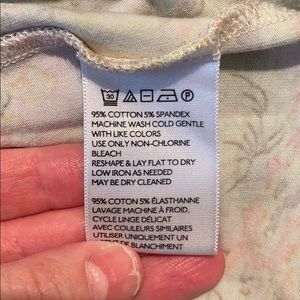 30 P
95% COTTON 5% SPANDEX
MACHINE WASH COLD GENTLE
WITH LIKE COLORS
USE ONLY NON-CHLORINE
BLEACH
RESHAPE & LAY FLAT TO DRY
LOW IRON AS NEEDED
MAY BE DRY CLEANED
95% COTON 5% ÉLASTHANNE
LAVAGE MACHINE À FROID,
CYCLE LINGE DÉLICAT
AVEC COULEURS SIMILAIRES
UTILISER UNIQUEMENT UN
DE BLANCHIMENT